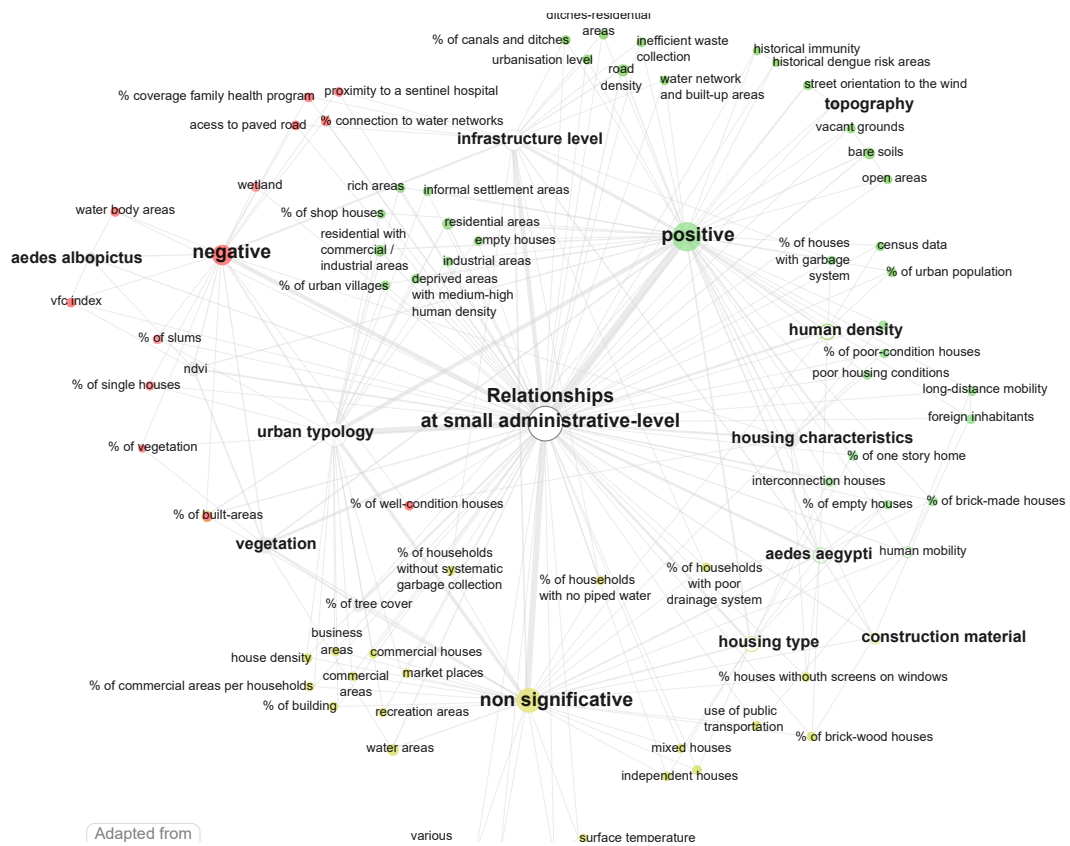 ditches-residential
areas
% of canals and ditches
inefficient waste
collection
urbanisation level
road
density
water network
and built-up areas
historical immunity
historical dengue risk areas
street orientation to the wind
topography
vacant grounds
bare soils
open areas
% coverage family health program
proximity to a sentinel hospital
acess to paved road
% connection to water networks
infrastructure level
wetland
rich areas
informal settlement areas
water body areas
% of shop houses
residential areas
residential with
commercial /
industrial areas
empty houses
industrial areas
positive
negative
aedes albopictus
% of houses
with garbage
system
census data
% of urban population
% of urban villages
deprived areas
with medium-high
human density
vfc index
human density
% of slums
ndvi
% of poor-condition houses
poor housing conditions
% of single houses
long-distance mobility
Relationships
at small administrative-level
foreign inhabitants
urban typology
housing characteristics
% of vegetation
% of one story home
interconnection houses
% of well-condition houses
% of empty houses
% of brick-made houses
% of built-areas
vegetation
aedes aegypti
human mobility
% of households
without systematic
garbage collection
% of households
with no piped water
% of households
with poor
drainage system
% of tree cover
business
areas
housing type
construction material
house density
commercial houses
commercial
areas
market places
% houses withouth screens on windows
% of commercial areas per households
% of building
recreation areas
non significative
use of public
transportation
% of brick-wood houses
water areas
mixed houses
independent houses
Adapted from
various
surface temperature